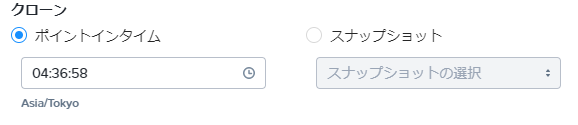 クローン
ポイントインタイム
スナップショット
04:36:58
スナップショットの選択
Asia/Tokyo